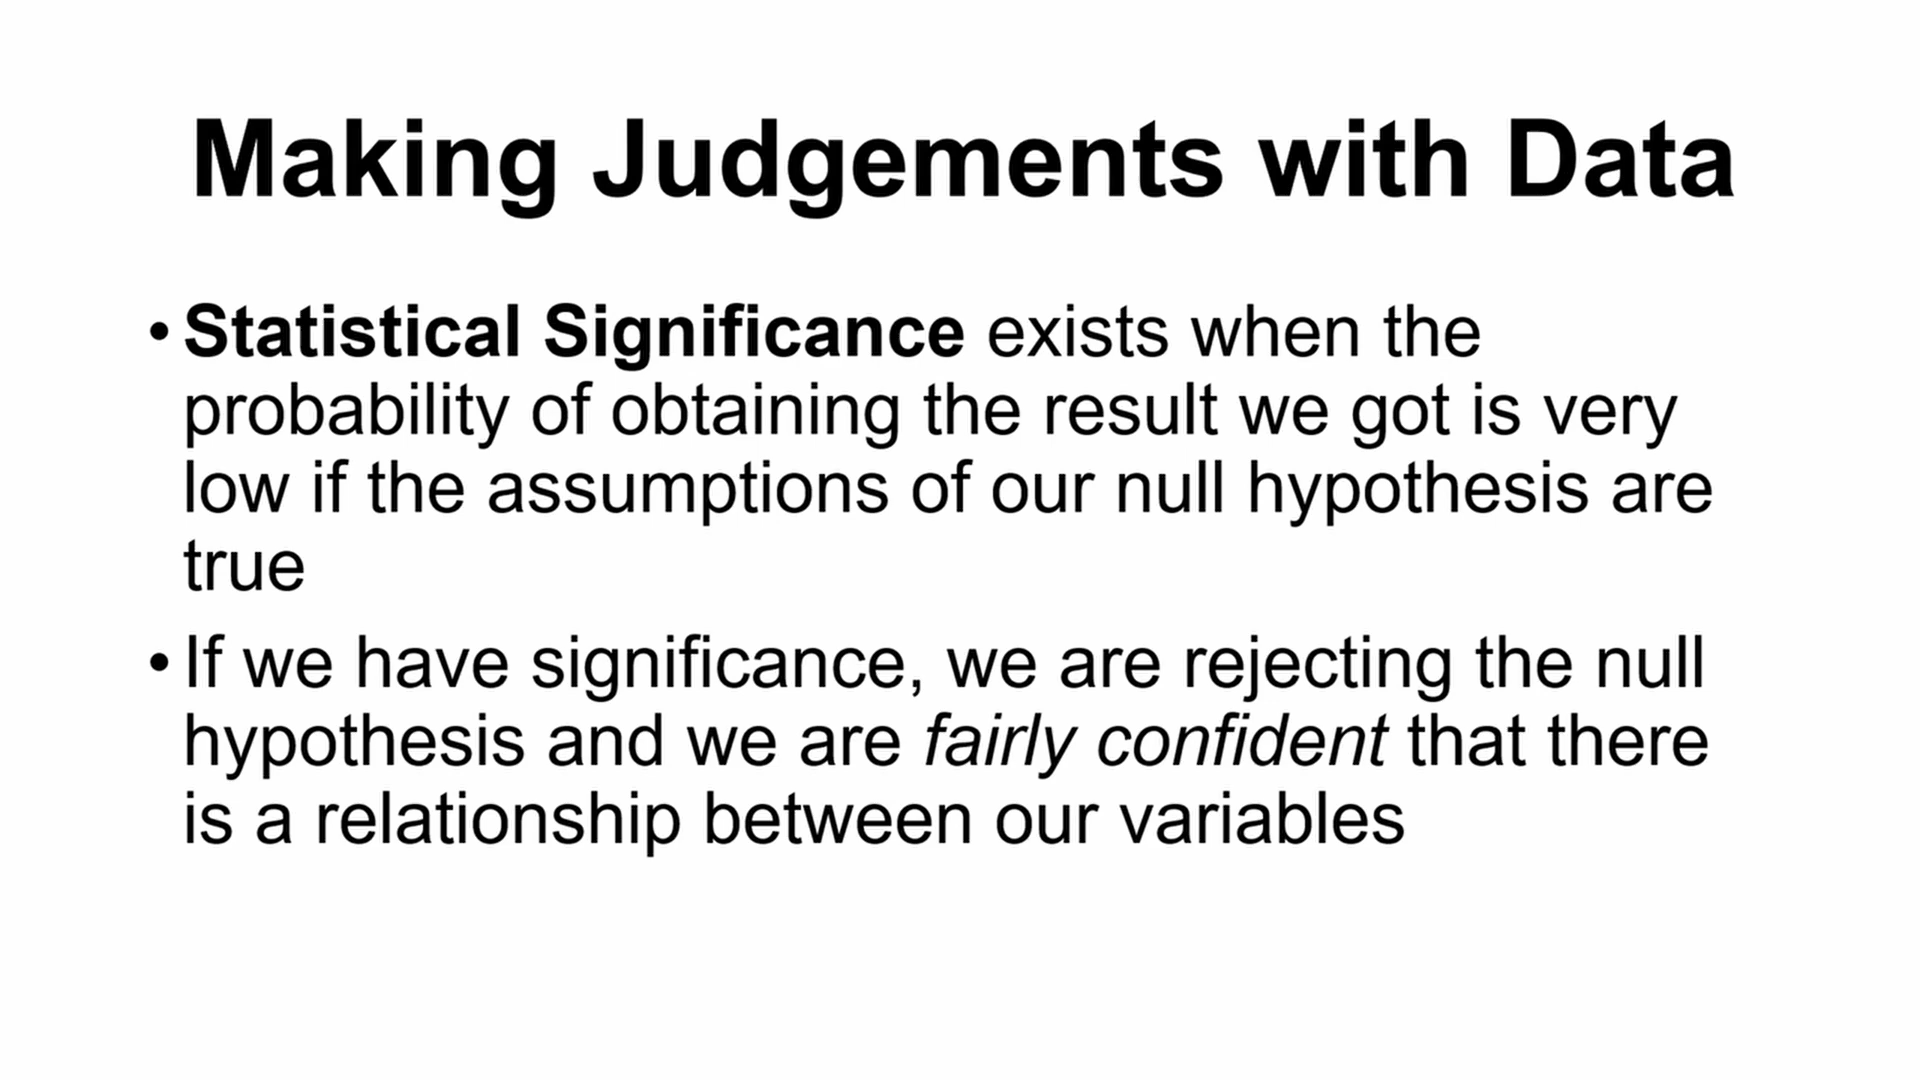 Making Judgements with Data
• Statistical Significance exists when the
probability of obtaining the result we got is very
low if the assumptions of our null hypothesis are
true
• If we have significance, we are rejecting the null
hypothesis and we are fairly confident that there
is a relationship between our variables